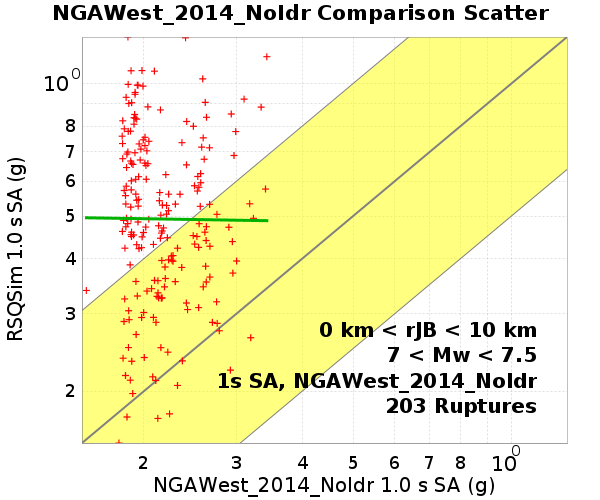 NGAWest_2014_NoIdr Comparison Scatter
RSQSim 1.0 s SA (g)
10⁰
8
7
6
5
4
3
2
0 km < rJB < 10 km
7 < Mw < 7.5
1s SA, NGAWest_2014_NoIdr
203 Ruptures
2 3 4 5 6 7 8 10⁰
NGAWest_2014_NoIdr 1.0 s SA (g)